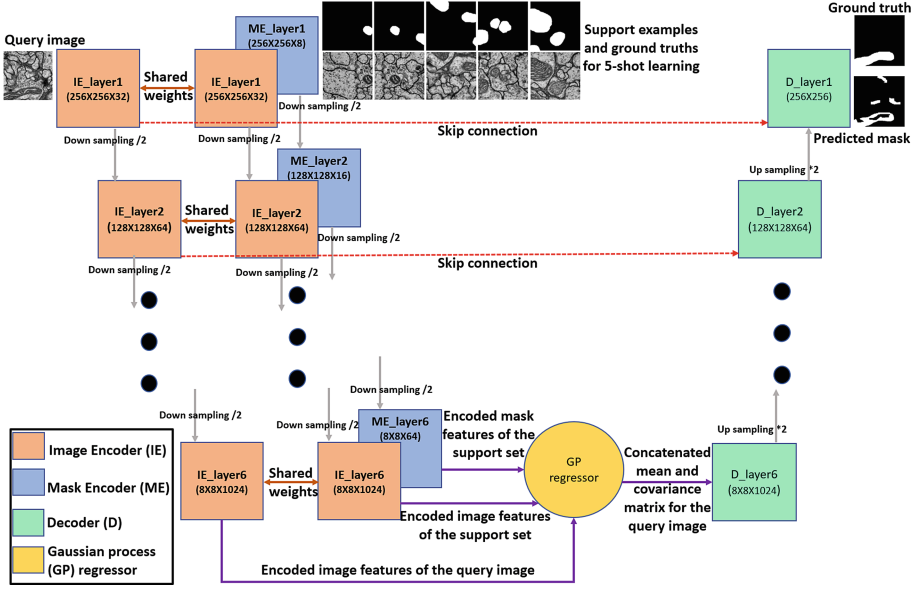 Query image
IE_layer1
(256X256X32)
Shared
weights
IE_layer1
(256X256X32)
ME_layer1
(256X256X8)
Support examples
and ground truths
for 5-shot learning
Ground truth
D_layer1
(256X256)
Predicted mask
Down sampling /2
Down sampling /2
Down sampling /2
Skip connection
Up sampling *2
IE_layer2
(128X128X64)
Shared
weights
IE_layer2
(128X128X64)
ME_layer2
(128X128X16)
D_layer2
(128X128X64)
Down sampling /2
Down sampling /2
Down sampling /2
Skip connection
Down sampling /2
Down sampling /2
Down sampling /2
IE_layer6
(8X8X1024)
Shared
weights
IE_layer6
(8X8X1024)
ME_layer6
(8X8X64)
Encoded mask
features of the
support set
Encoded image features
of the support set
GP
regressor
Concatenated
mean and
covariance
matrix for the
query image
Up sampling *2
D_layer6
(8X8X1024)
Encoded image features of the query image
Image Encoder (IE)
Mask Encoder (ME)
Decoder (D)
Gaussian process
(GP) regressor